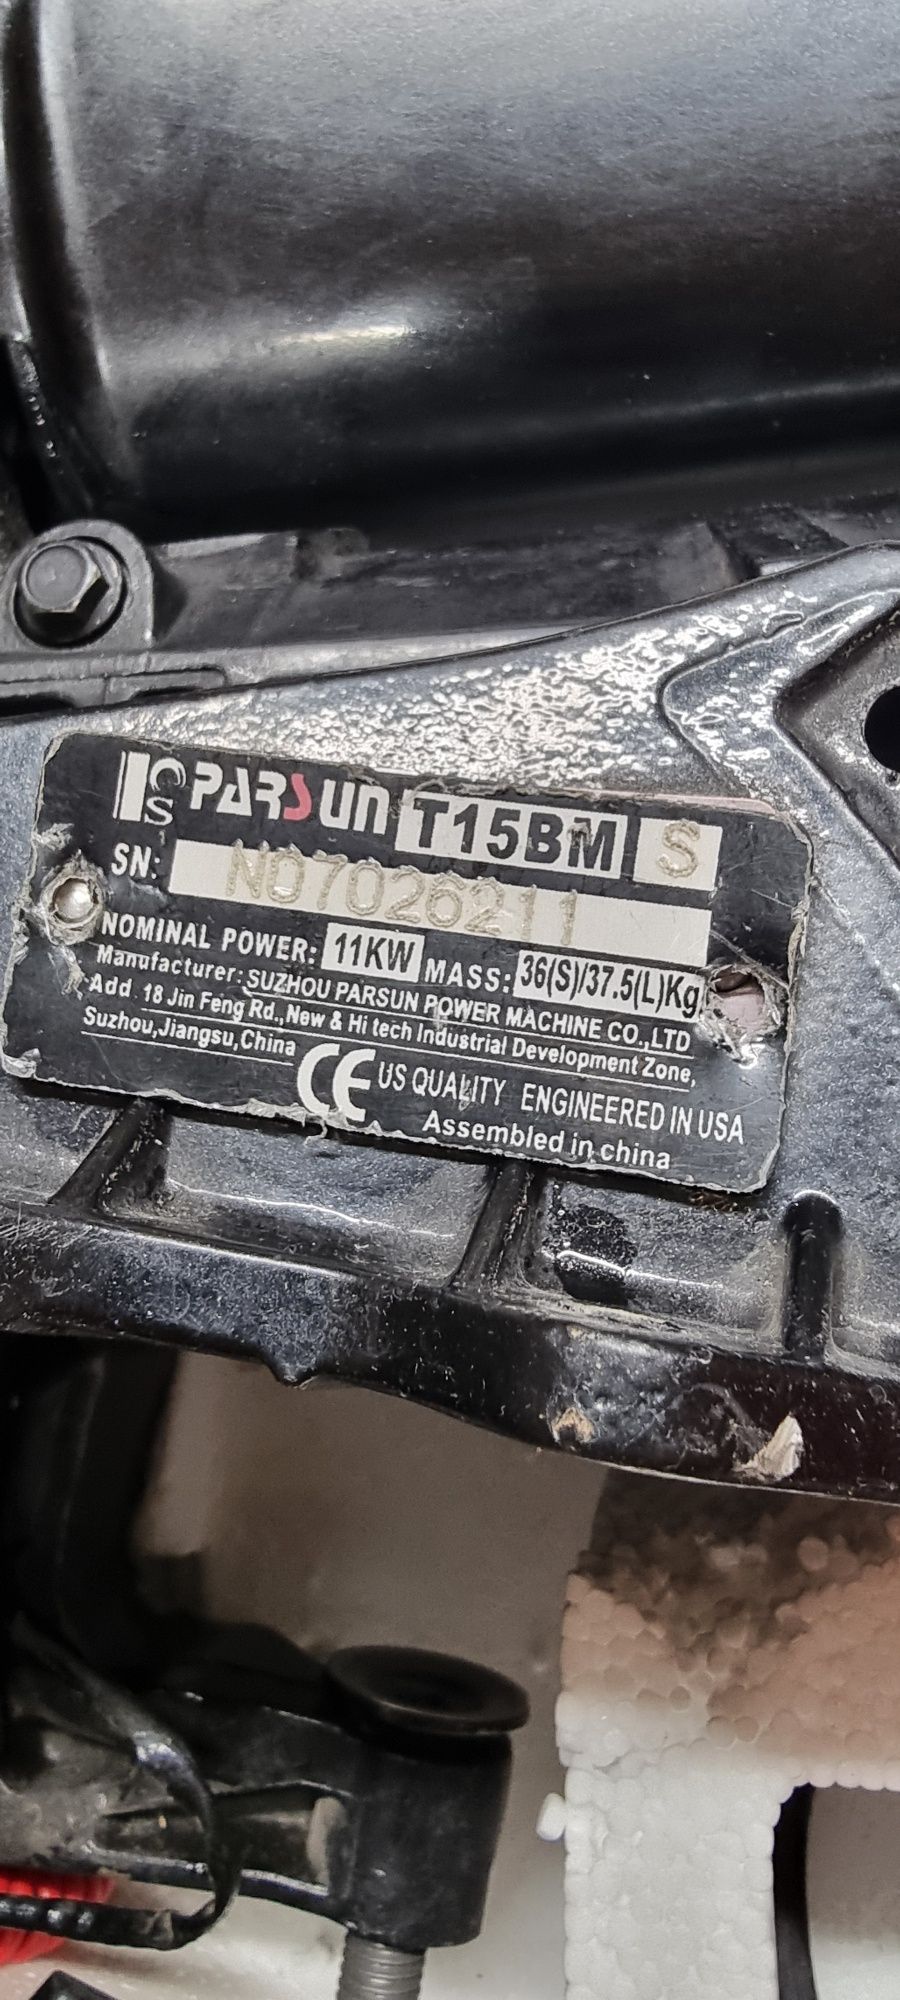 PS PARSUN T15BM S
SN: N07026211
NOMINAL POWER: 11KW MASS: 36(S)/37.5(L)Kg
Manufacturer: SUZHOU PARSUN POWER MACHINE CO.,LTD
Add 18 Jin Feng Rd.,New & Hi tech Industrial Development Zone,
Suzhou,Jiangsu,China
CE US QUALITY ENGINEERED IN USA
Assembled in china